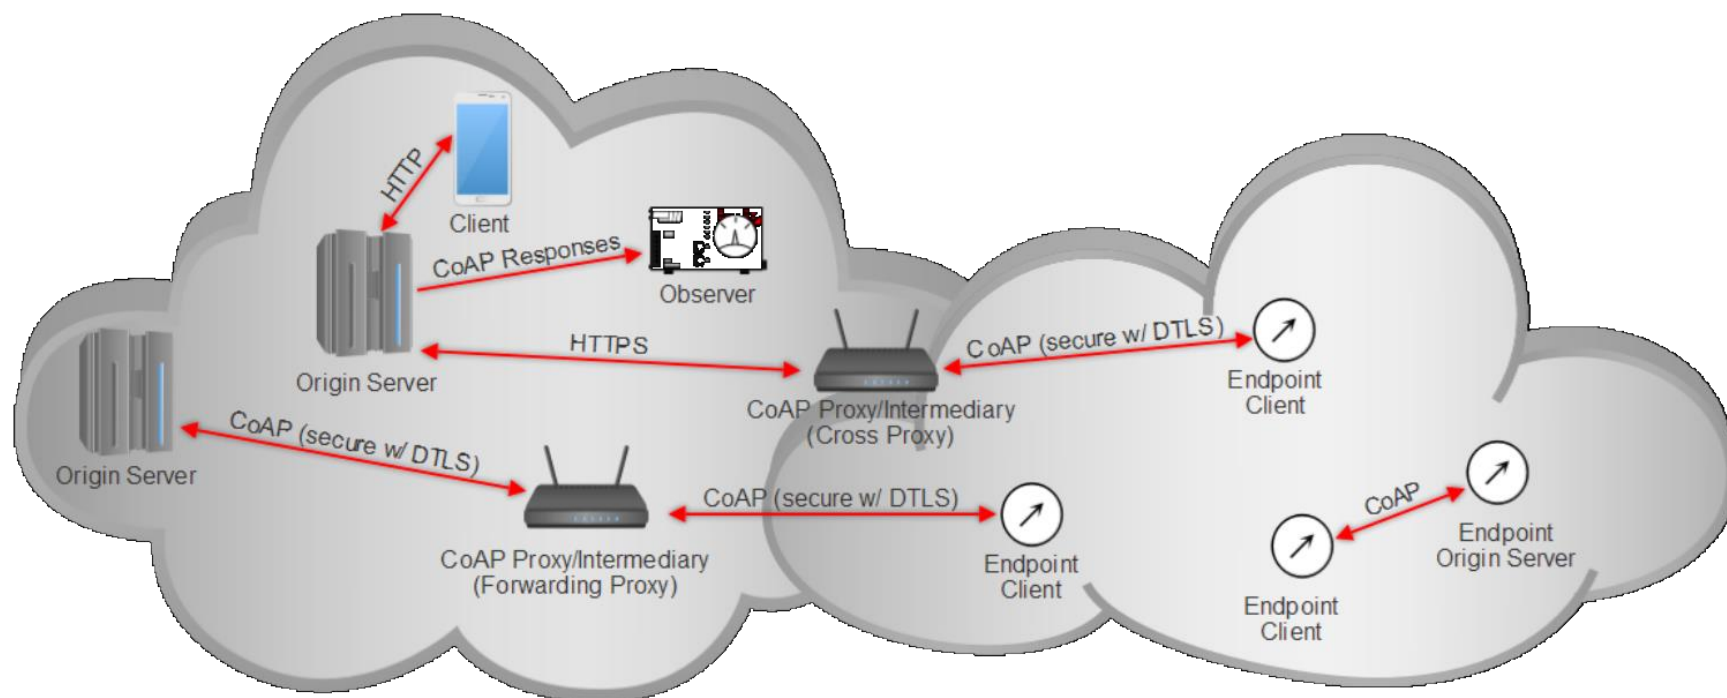 HTTP
Client
CoAP Responses
Observer
Origin Server
HTTPS
CoAP Proxy/Intermediary
(Cross Proxy)
CoAP (secure w/ DTLS)
Endpoint
Client
Origin Server
CoAP (secure w/ DTLS)
CoAP Proxy/Intermediary
(Forwarding Proxy)
CoAP (secure w/ DTLS)
Endpoint
Client
CoAP
Endpoint
Origin Server
Endpoint
Client